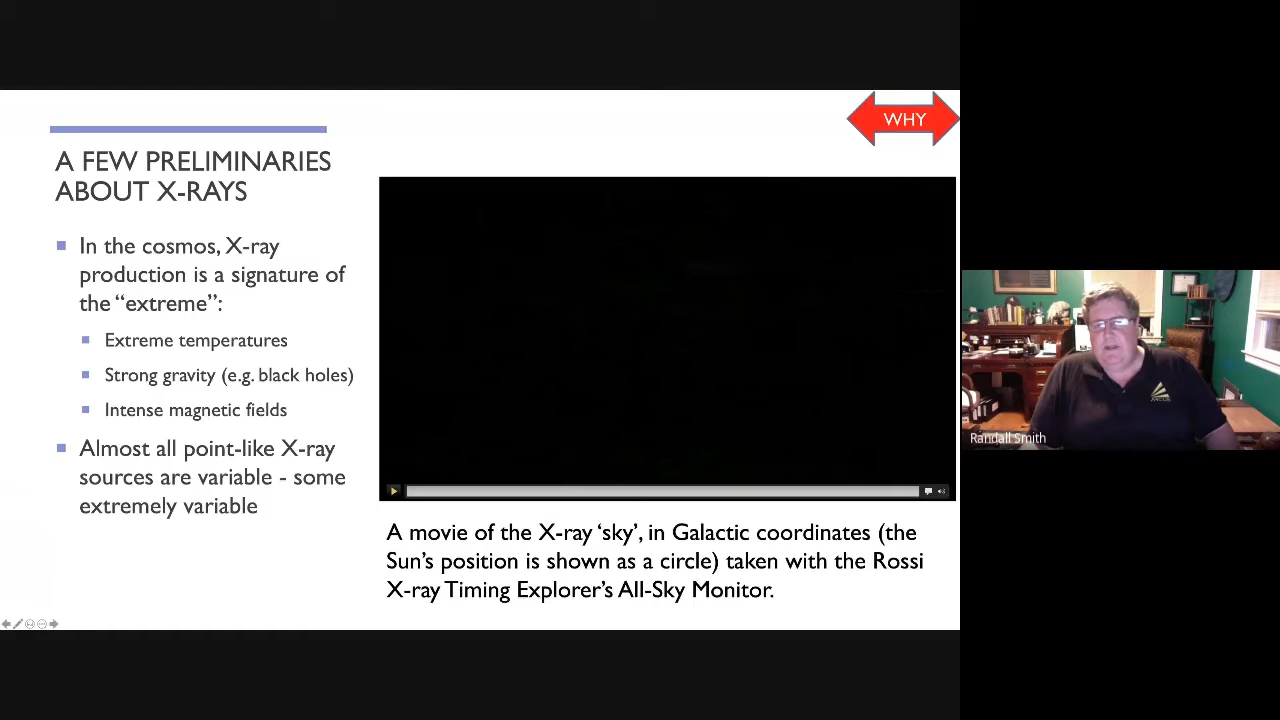 WHY
A FEW PRELIMINARIES
ABOUT X-RAYS
In the cosmos, X-ray
production is a signature of
the “extreme”:
Extreme temperatures
Strong gravity (e.g. black holes)
Intense magnetic fields
Almost all point-like X-ray
sources are variable - some
extremely variable
A movie of the X-ray ‘sky’, in Galactic coordinates (the
Sun’s position is shown as a circle) taken with the Rossi
X-ray Timing Explorer’s All-Sky Monitor.
Randall Smith